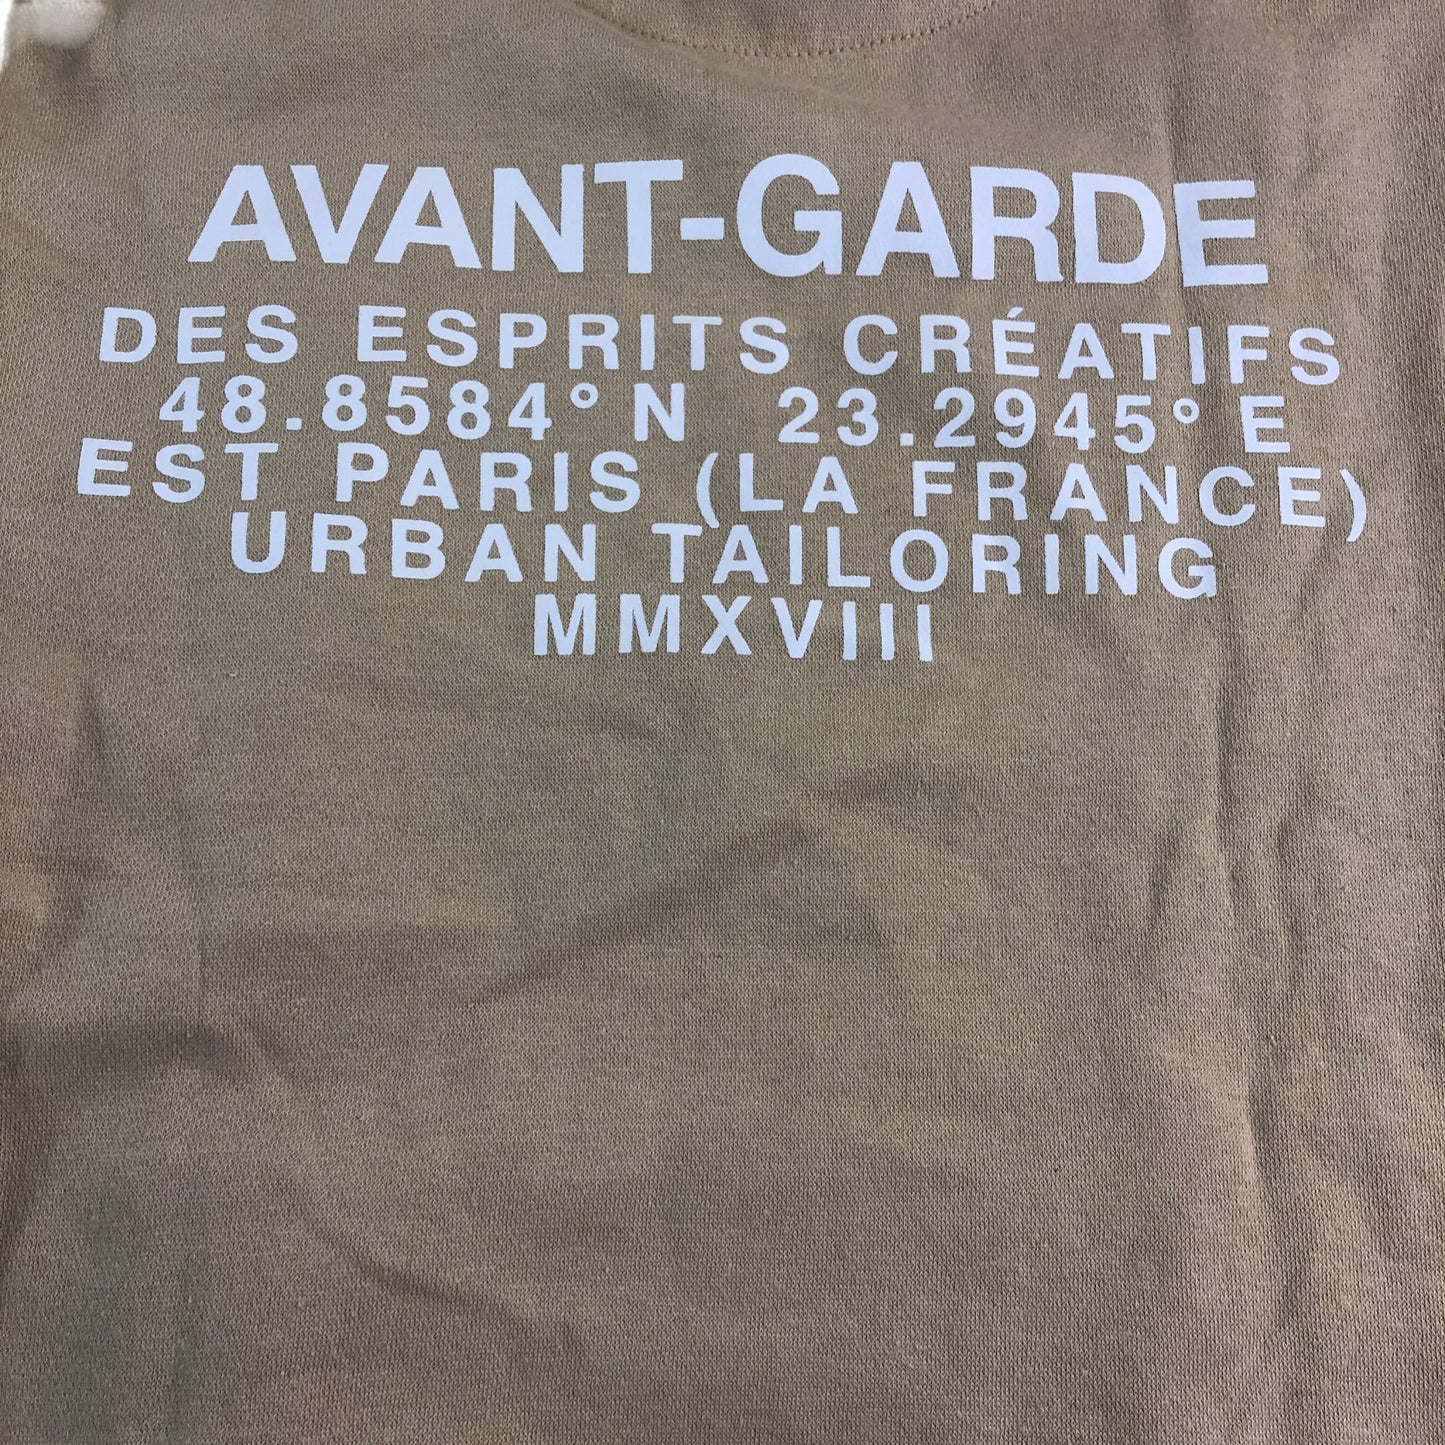 AVANT-GARDE
DES ESPRITS CRÉATIFS
48.8584° N 23.2945° E
EST PARIS (LA FRANCE)
URBAN TAILORING
MMXVIII